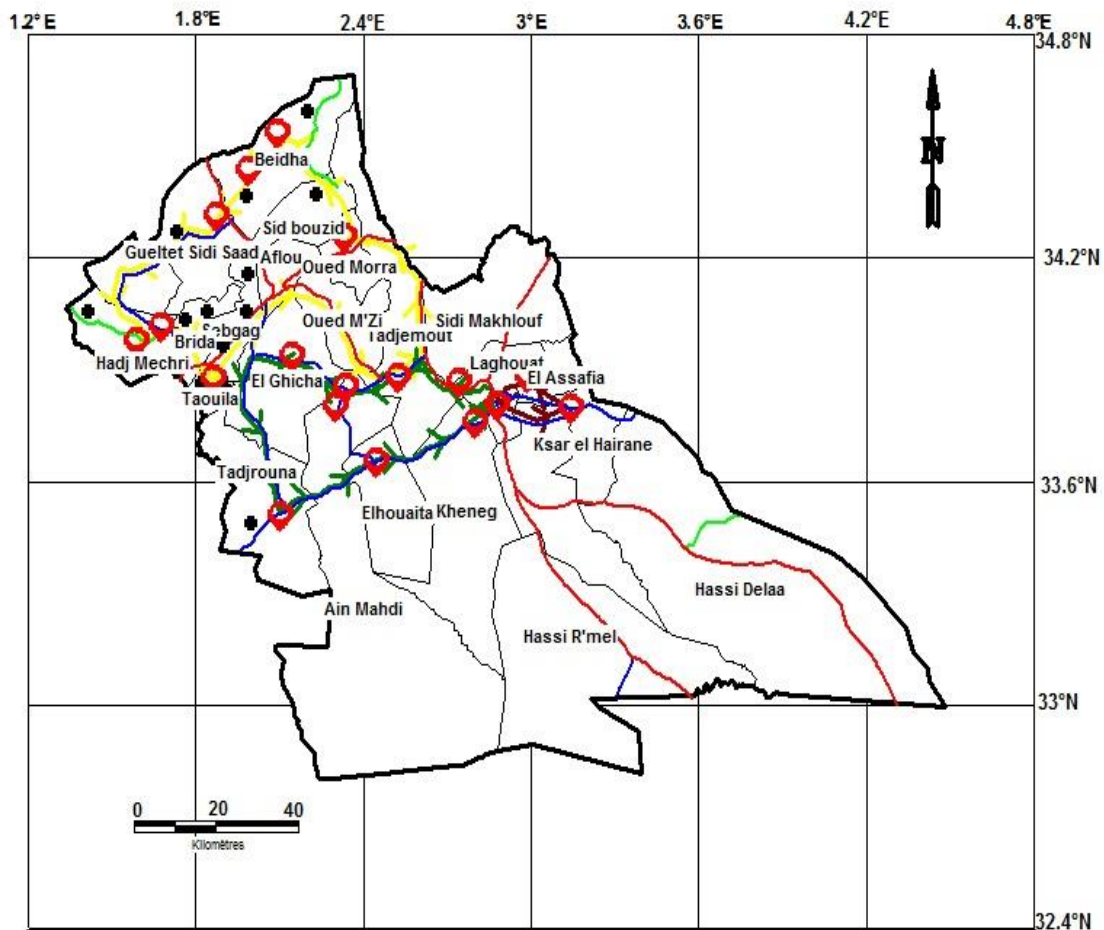 1.2°E 1.8°E 2.4°E 3°E 3.6°E 4.2°E 4.8°E
34.8°N
N
Beidha
Sid bouzid
Gueltet Sidi Saad Aflou
34.2°N
Oued Morra
Oued M'Zi Sidi Makhlouf
Sebgag Tadjemout
Brida
Hadj Mechri Laghouat
El Ghicha El Assafia
Taouila
Ksar el Hairane
Tadjrouna
33.6°N
Elhouaita Kheneg
Hassi Delaa
Ain Mahdi
Hassi R'mel
33°N
0 20 40
Kilomètres
32.4°N